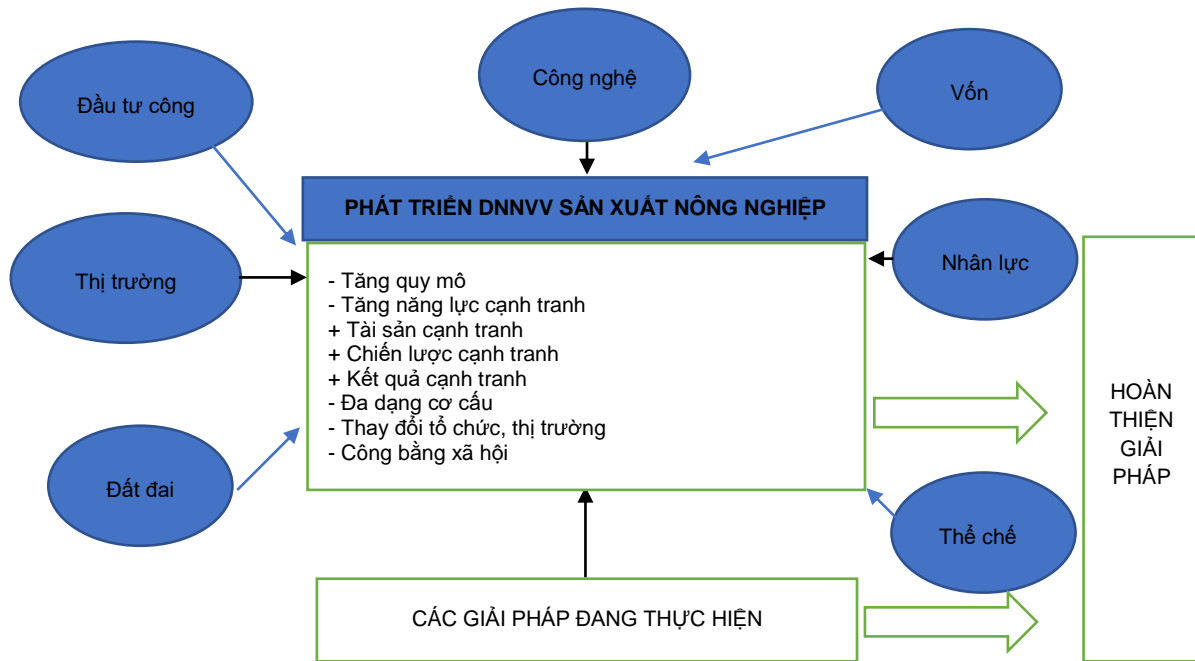 Công nghệ
Vốn
Đầu tư công
PHÁT TRIỂN DNNVV SẢN XUẤT NÔNG NGHIỆP
Thị trường
Nhân lực
- Tăng quy mô
- Tăng năng lực cạnh tranh
+ Tài sản cạnh tranh
+ Chiến lược cạnh tranh
+ Kết quả cạnh tranh
- Đa dạng cơ cấu
- Thay đổi tổ chức, thị trường
- Công bằng xã hội
HOÀN
THIỆN
GIẢI
PHÁP
Đất đai
Thể chế
CÁC GIẢI PHÁP ĐANG THỰC HIỆN